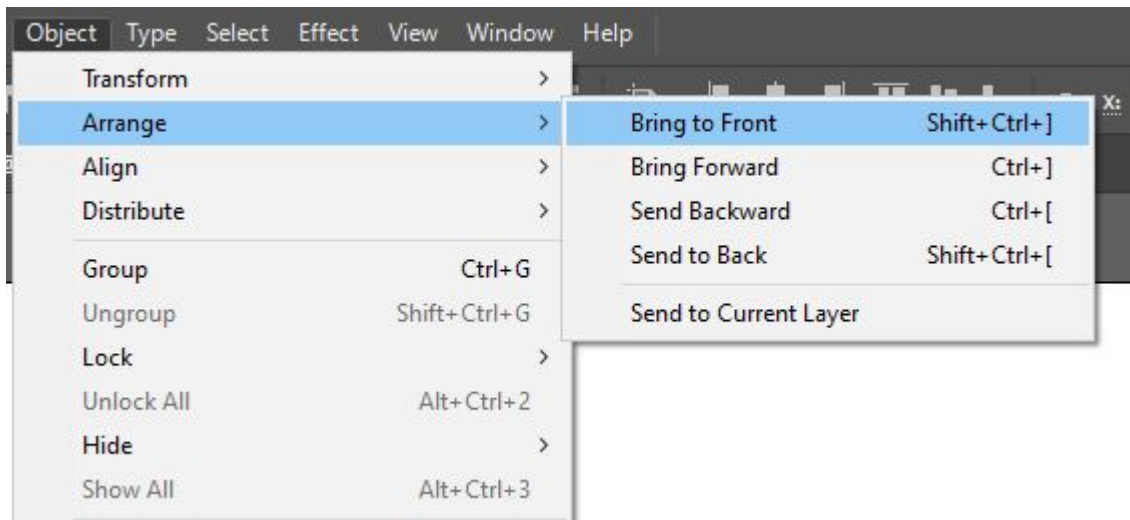 Object Type Select Effect View Window Help
Transform >
X:
Arrange >
Bring to Front Shift+Ctrl+]
Align >
Bring Forward Ctrl+]
Distribute >
Send Backward Ctrl+[
Group Ctrl+G
Send to Back Shift+Ctrl+[
Ungroup Shift+Ctrl+G
Send to Current Layer
Lock >
Unlock All Alt+Ctrl+2
Hide >
Show All Alt+Ctrl+3